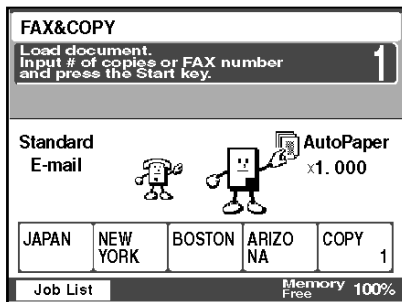 FAX&COPY
Load document.
Input # of copies or FAX number
and press the Start key.
1
Standard
AutoPaper
E-mail
x1.000
JAPAN
NEW
YORK
BOSTON
ARIZO
NA
COPY
1
Job List
Memory
Free
100%